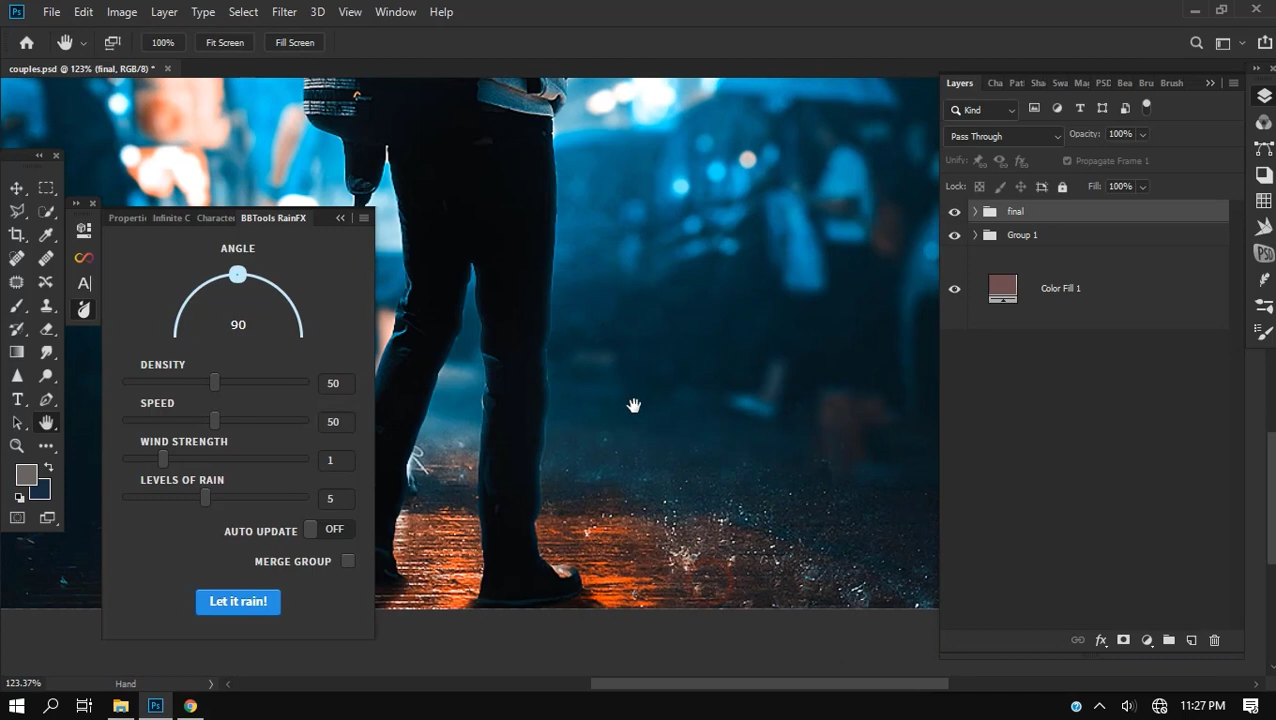 Ps File Edit Image Layer Type Select Filter 3D View Window Help
100% Fit Screen Fill Screen
couples.psd @ 123% (final, RGB/8) *
Layers Cha Pat Sha Swa Mac PSD Bea Bru Brush
Kind
Pass Through Opacity: 100%
Unify: Propagate Frame 1
Lock: Fill: 100%
final
Group 1
Color Fill 1
Properti Infinite C Character BBTools RainFX
ANGLE
90
DENSITY
50
SPEED
50
WIND STRENGTH
1
LEVELS OF RAIN
5
AUTO UPDATE OFF
MERGE GROUP
Let it rain!
123.37% Hand
11:27 PM